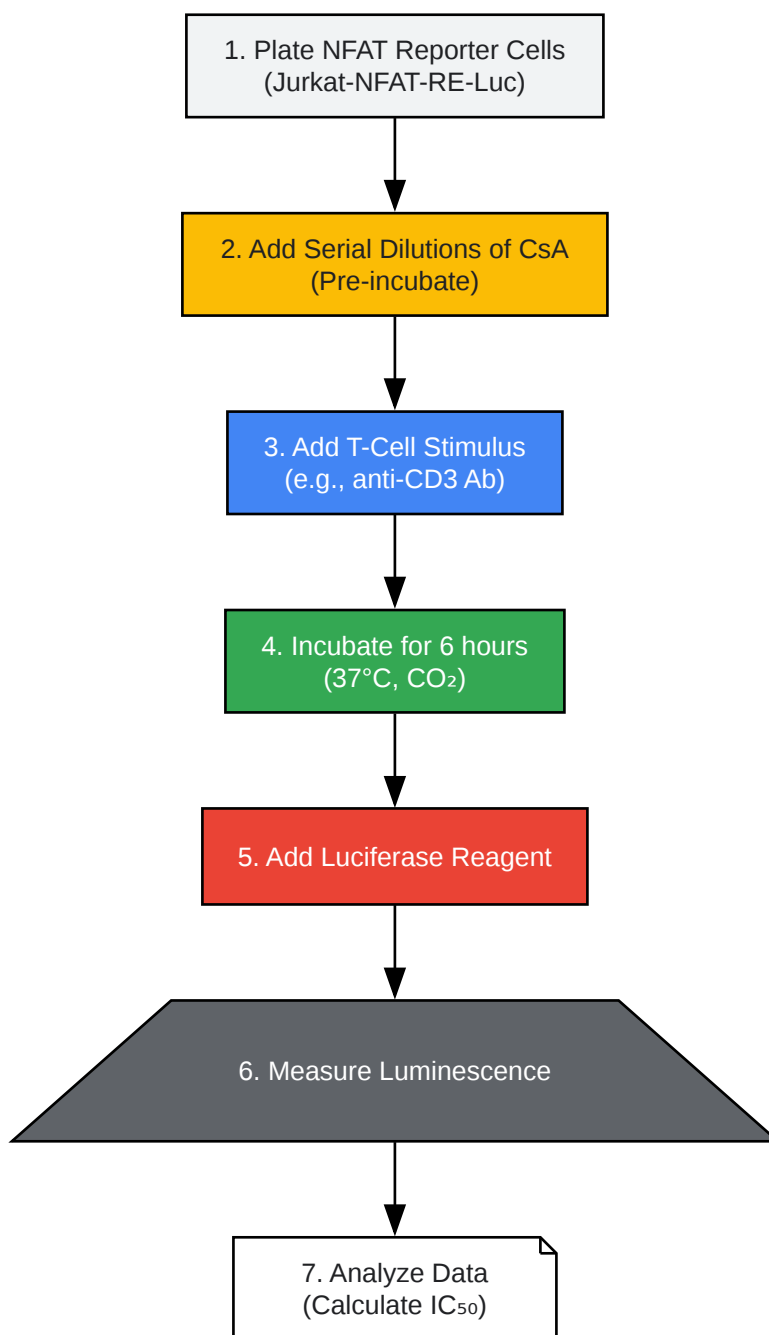 1. Plate NFAT Reporter Cells
(Jurkat-NFAT-RE-Luc)
2. Add Serial Dilutions of CsA
(Pre-incubate)
3. Add T-Cell Stimulus
(e.g., anti-CD3 Ab)
4. Incubate for 6 hours
(37°C, CO₂)
5. Add Luciferase Reagent
6. Measure Luminescence
7. Analyze Data
(Calculate IC₅₀)